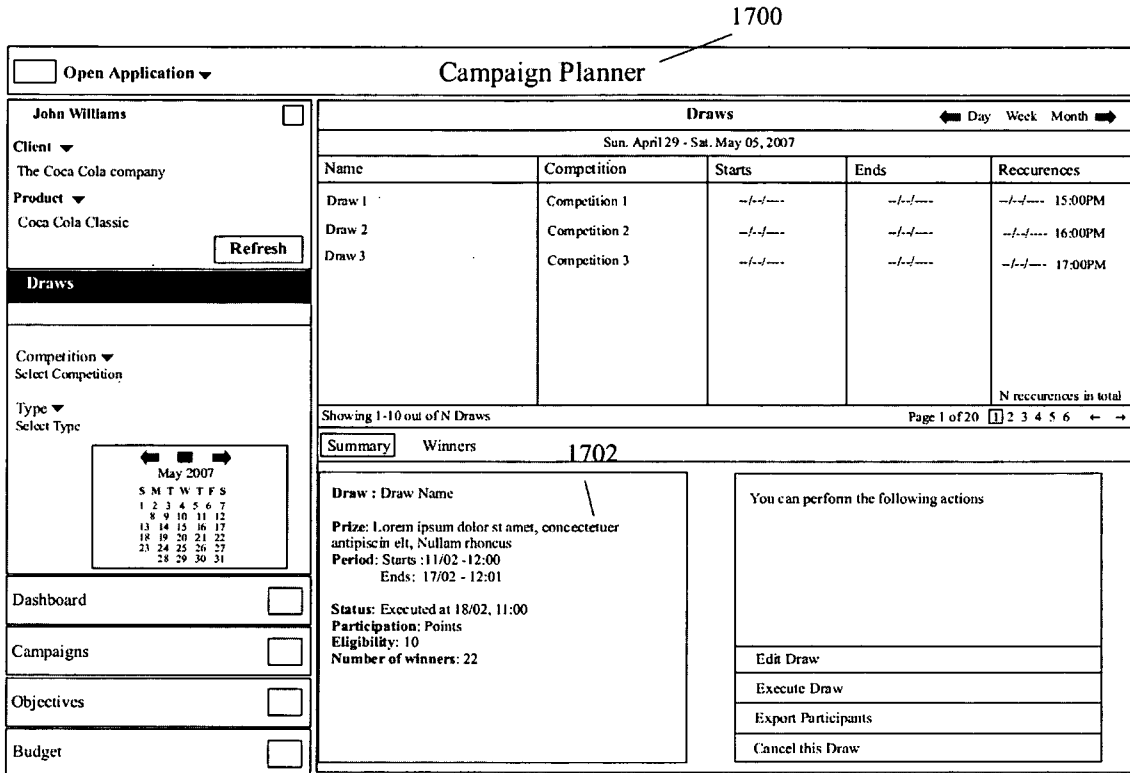 1700
Open Application
Campaign Planner
John Williams
Client
The Coca Cola company
Product
Coca Cola Classic
Refresh
Draws
Competition
Select Competition
Type
Select Type
May 2007
S M T W T F S
1 2 3 4 5 6 7
8 9 10 11 12
13 14 15 16 17
18 19 20 21 22
23 24 25 26 27
28 29 30 31
Dashboard
Campaigns
Objectives
Budget
Draws
Day Week Month
Sun. April 29 - Sat. May 05, 2007
Name Competition Starts Ends Reccurences
Draw 1 Competition 1 --/--/---- --/--/---- --/--/---- 15:00PM
Draw 2 Competition 2 --/--/---- --/--/---- --/--/---- 16:00PM
Draw 3 Competition 3 --/--/---- --/--/---- --/--/---- 17:00PM
N reccurences in total
Showing 1-10 out of N Draws Page 1 of 20 1 2 3 4 5 6 ← →
Summary Winners
1702
Draw : Draw Name
Prize: Lorem ipsum dolor st amet, concectetuer
antipiscin elt, Nullam rhoncus
Period: Starts :11/02 -12:00
Ends: 17/02 - 12:01
Status: Executed at 18/02, 11:00
Participation: Points
Eligibility: 10
Number of winners: 22
You can perform the following actions
Edit Draw
Execute Draw
Export Participants
Cancel this Draw